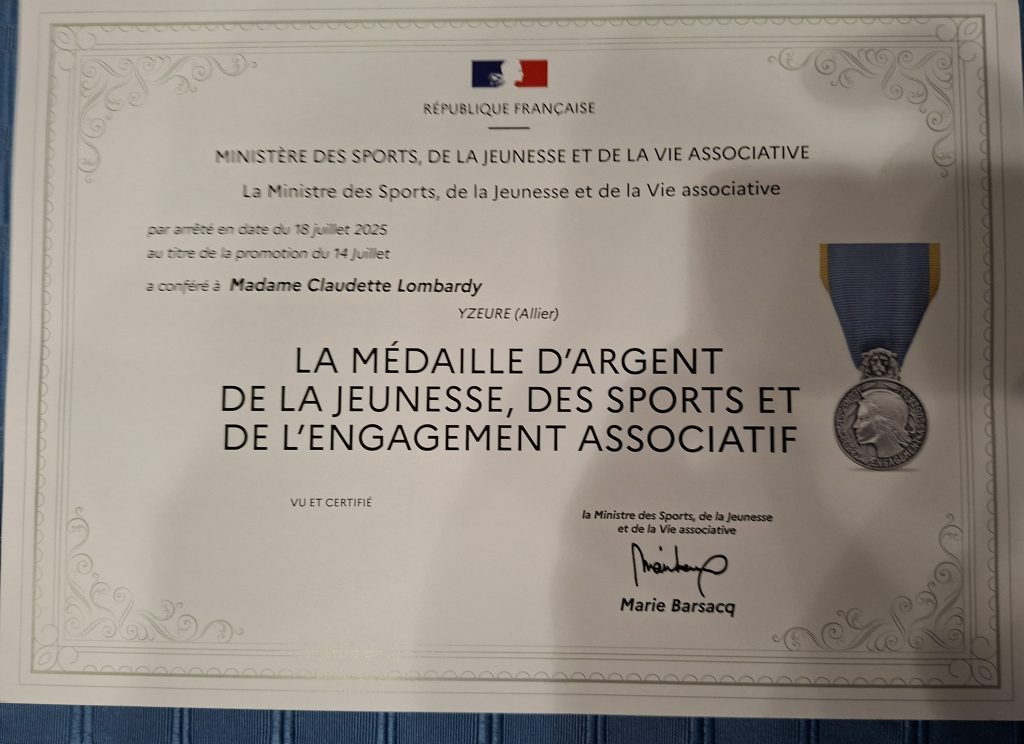 RÉPUBLIQUE FRANÇAISE
MINISTÈRE DES SPORTS, DE LA JEUNESSE ET DE LA VIE ASSOCIATIVE
La Ministre des Sports, de la Jeunesse et de la Vie associative
par arrêté en date du 18 juillet 2025
au titre de la promotion du 14 Juillet
a conféré à Madame Claudette Lombardy
YZEURE (Allier)
LA MÉDAILLE D'ARGENT
DE LA JEUNESSE, DES SPORTS ET
DE L'ENGAGEMENT ASSOCIATIF
VU ET CERTIFIÉ
la Ministre des Sports, de la Jeunesse
et de la Vie associative
Marie Barsacq